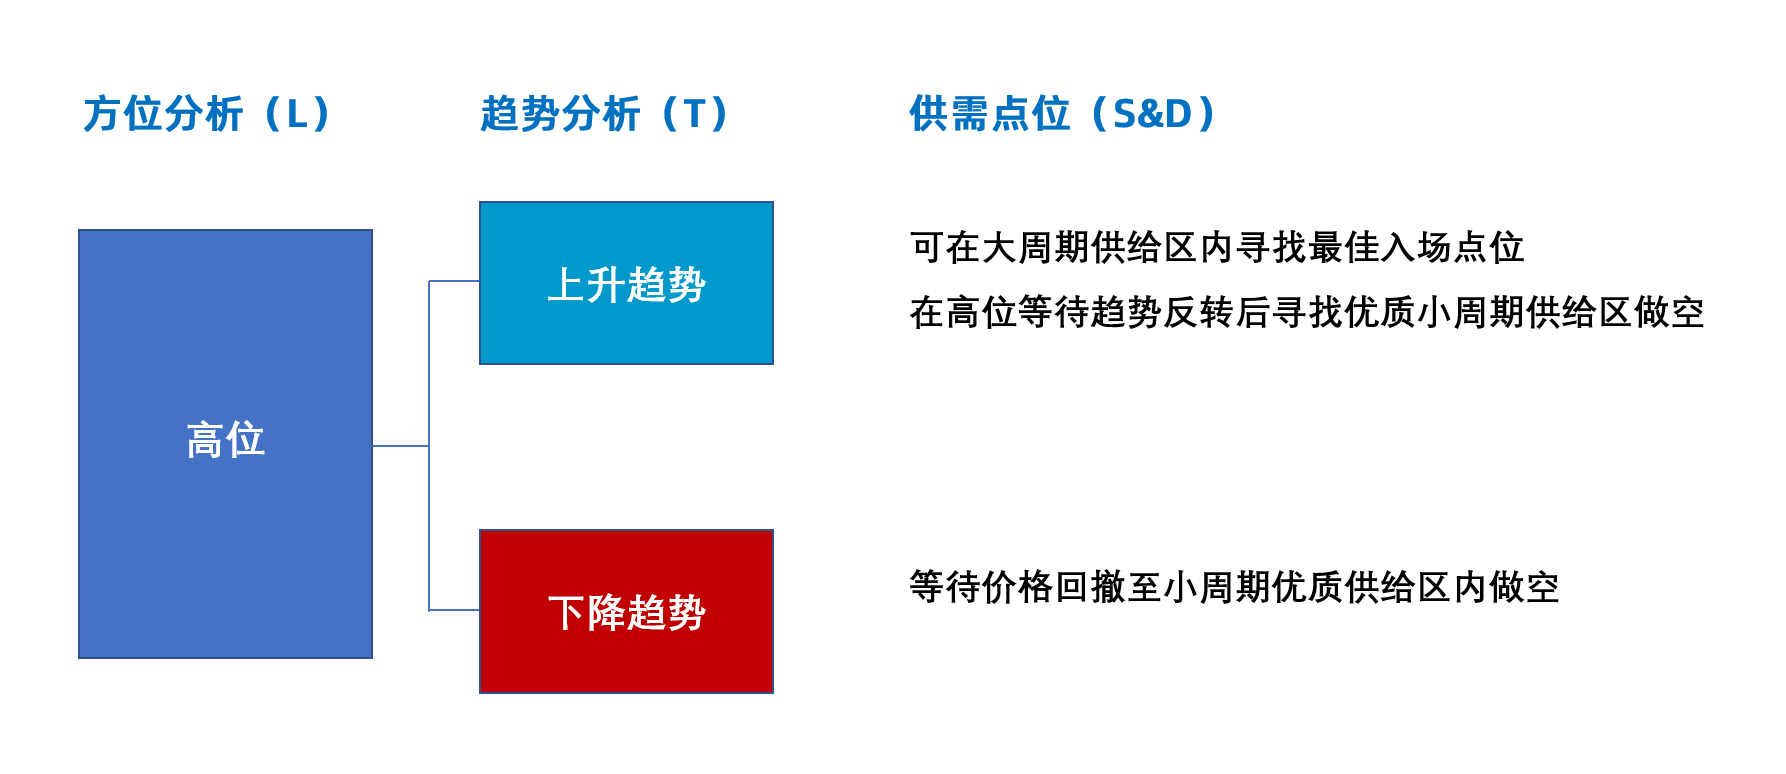 方位分析（L）
趋势分析（T）
供需点位（S&D）
高位
上升趋势
可在大周期供给区内寻找最佳入场点位
在高位等待趋势反转后寻找优质小周期供给区做空
下降趋势
等待价格回撤至小周期优质供给区内做空